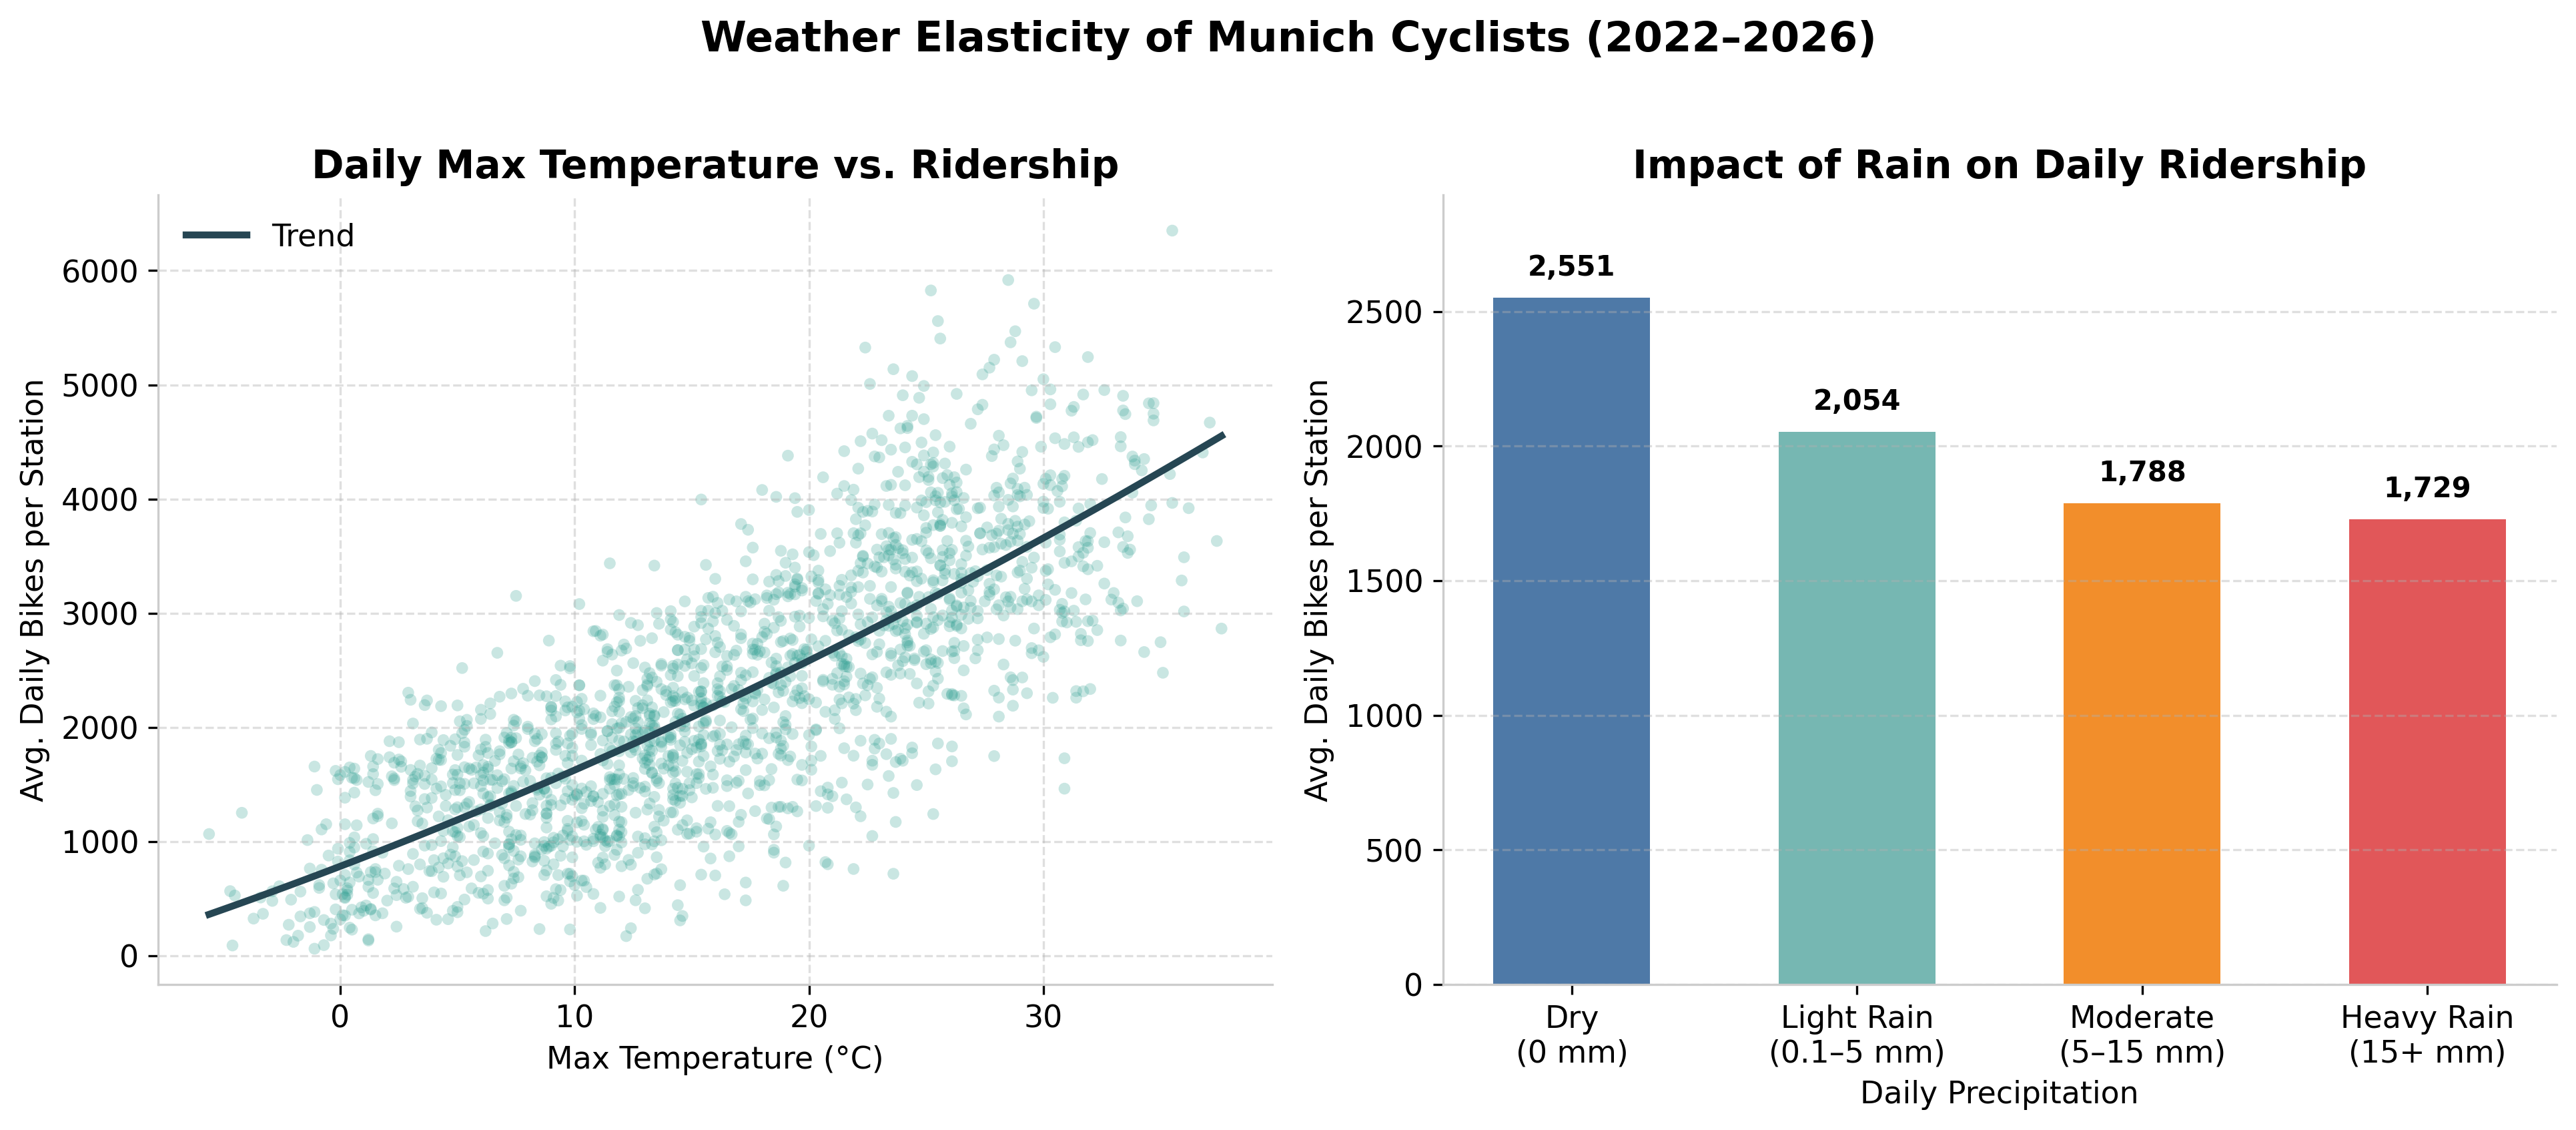 Weather Elasticity of Munich Cyclists (2022–2026)
Daily Max Temperature vs. Ridership
Trend
Avg. Daily Bikes per Station
6000
5000
4000
3000
2000
1000
0
0
10
20
30
Max Temperature (°C)
Impact of Rain on Daily Ridership
Avg. Daily Bikes per Station
2500
2000
1500
1000
500
0
2,551
2,054
1,788
1,729
Dry
(0 mm)
Light Rain
(0.1–5 mm)
Moderate
(5–15 mm)
Heavy Rain
(15+ mm)
Daily Precipitation